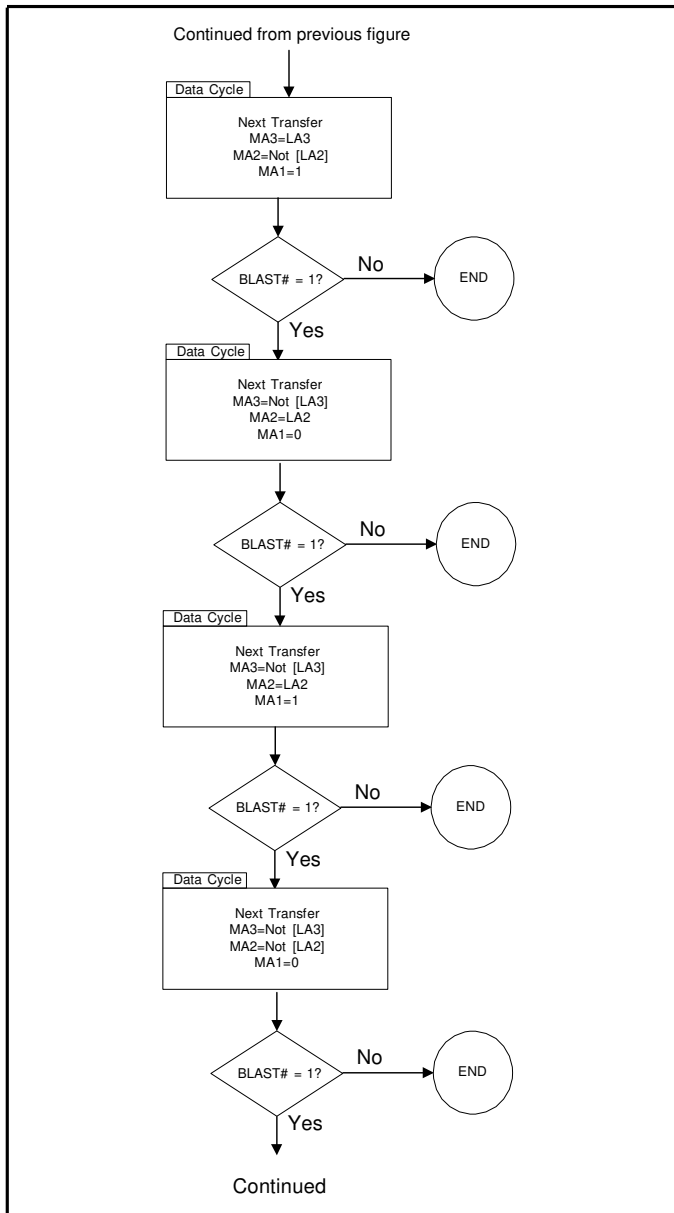 Continued from previous figure
Data Cycle
Next Transfer
MA3=LA3
MA2=Not [LA2]
MA1=1
BLAST# = 1?
No
END
Yes
Data Cycle
Next Transfer
MA3=Not [LA3]
MA2=LA2
MA1=0
BLAST# = 1?
No
END
Yes
Data Cycle
Next Transfer
MA3=Not [LA3]
MA2=LA2
MA1=1
BLAST# = 1?
No
END
Yes
Data Cycle
Next Transfer
MA3=Not [LA3]
MA2=Not [LA2]
MA1=0
BLAST# = 1?
No
END
Yes
Continued